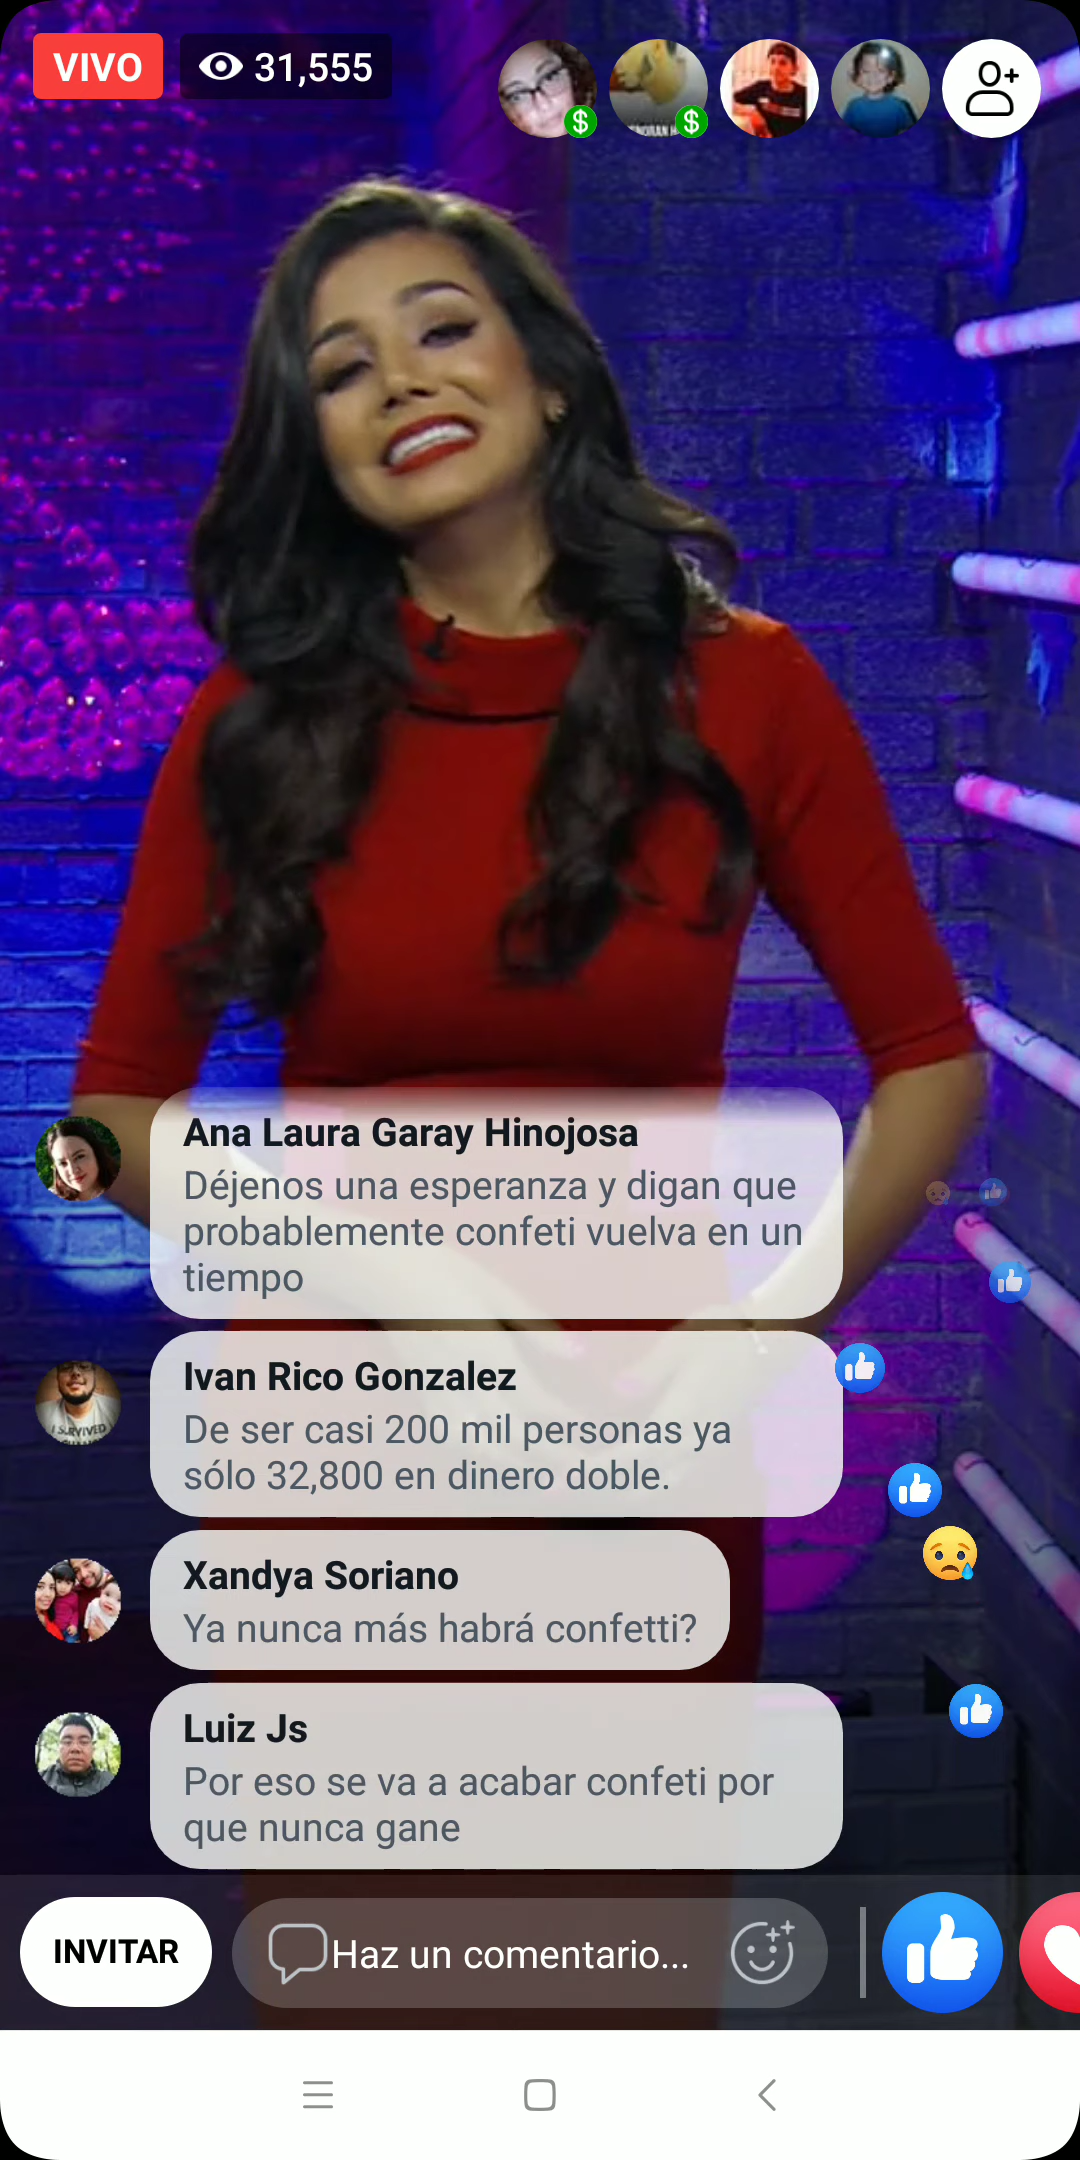 VIVO
31,555
Ana Laura Garay Hinojosa
Déjenos una esperanza y digan que
probablemente confeti vuelva en un
tiempo
Ivan Rico Gonzalez
I SURVIVED
De ser casi 200 mil personas ya
sólo 32,800 en dinero doble.
Xandya Soriano
Ya nunca más habrá confetti?
Luiz Js
Por eso se va a acabar confeti por
que nunca gane
INVITAR
Haz un comentario...